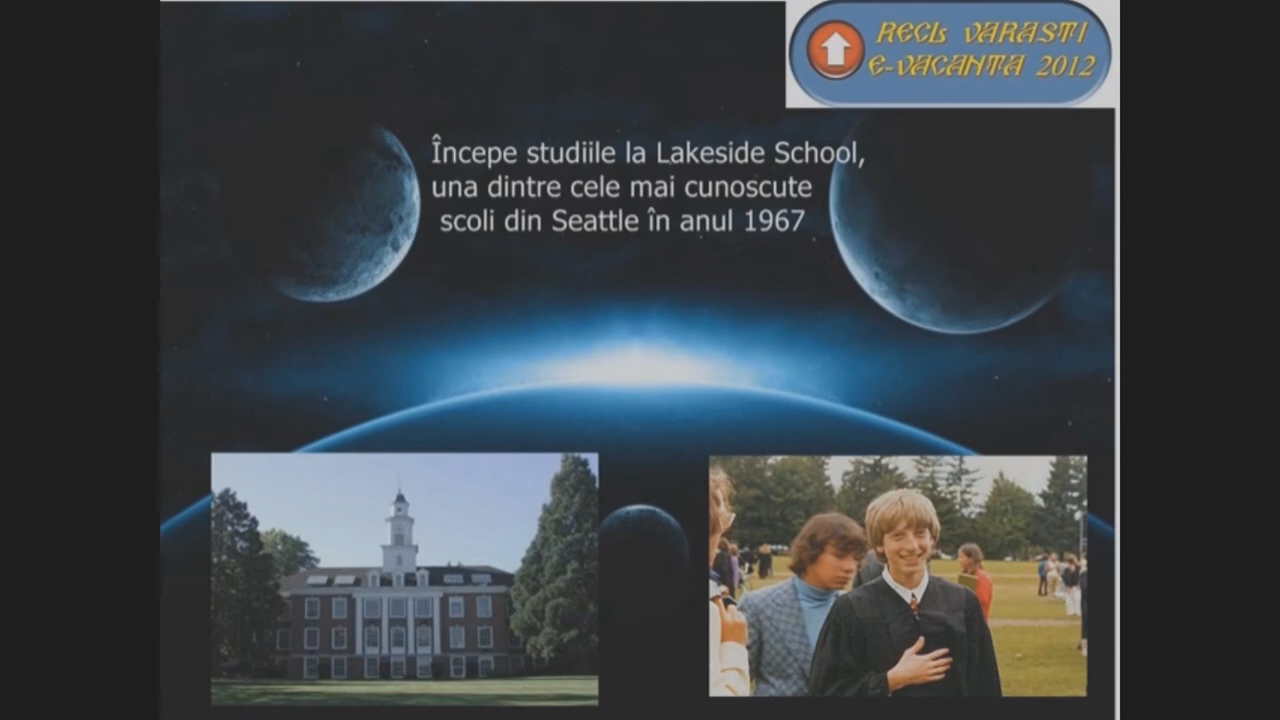 RECL VARASTI
E-VACANTA 2012
Începe studiile la Lakeside School,
una dintre cele mai cunoscute
scoli din Seattle în anul 1967